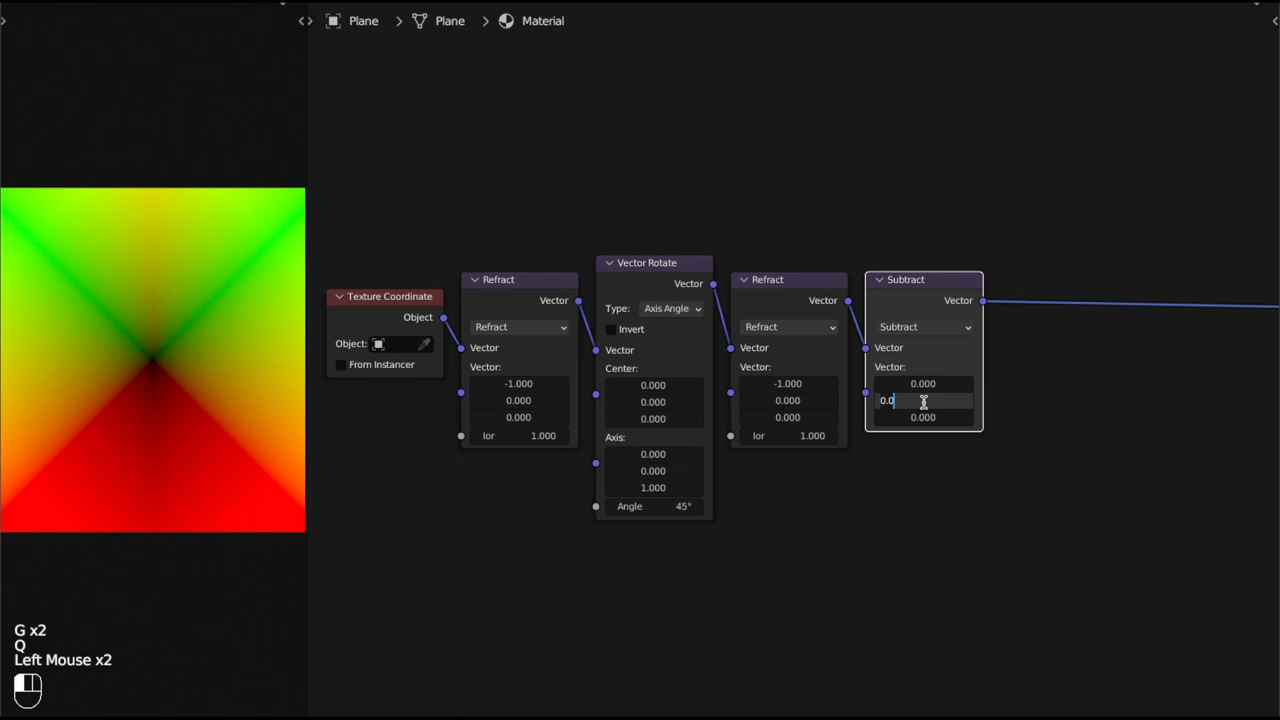 Plane > Plane > Material
Texture Coordinate
Object
Object:
From Instancer
Refract
Vector
Refract
Vector
Vector:
-1.000
0.000
0.000
Ior 1.000
Vector Rotate
Vector
Type: Axis Angle
Invert
Vector
Center:
0.000
0.000
0.000
Axis:
0.000
0.000
1.000
Angle 45°
Refract
Vector
Refract
Vector
Vector:
-1.000
0.000
0.000
Ior 1.000
Subtract
Vector
Subtract
Vector
Vector:
0.000
0.0
0.000
G x2
Q
Left Mouse x2